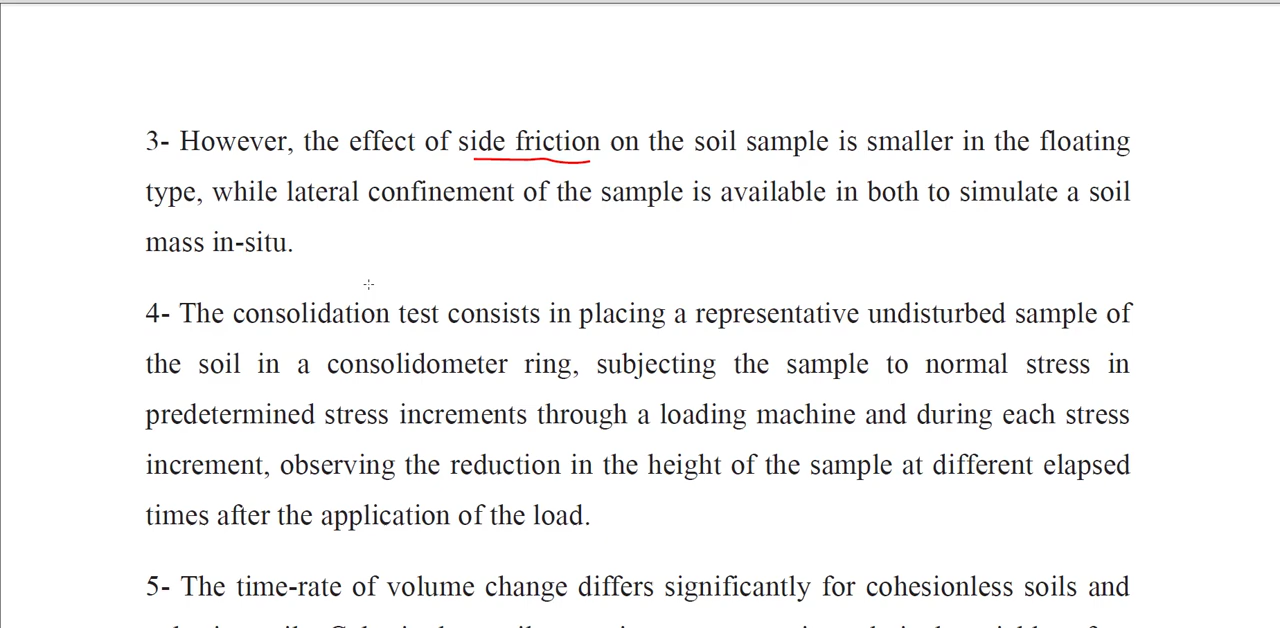 3- However, the effect of side friction on the soil sample is smaller in the floating
type, while lateral confinement of the sample is available in both to simulate a soil
mass in-situ.
4- The consolidation test consists in placing a representative undisturbed sample of
the soil in a consolidometer ring, subjecting the sample to normal stress in
predetermined stress increments through a loading machine and during each stress
increment, observing the reduction in the height of the sample at different elapsed
times after the application of the load.
5- The time-rate of volume change differs significantly for cohesionless soils and